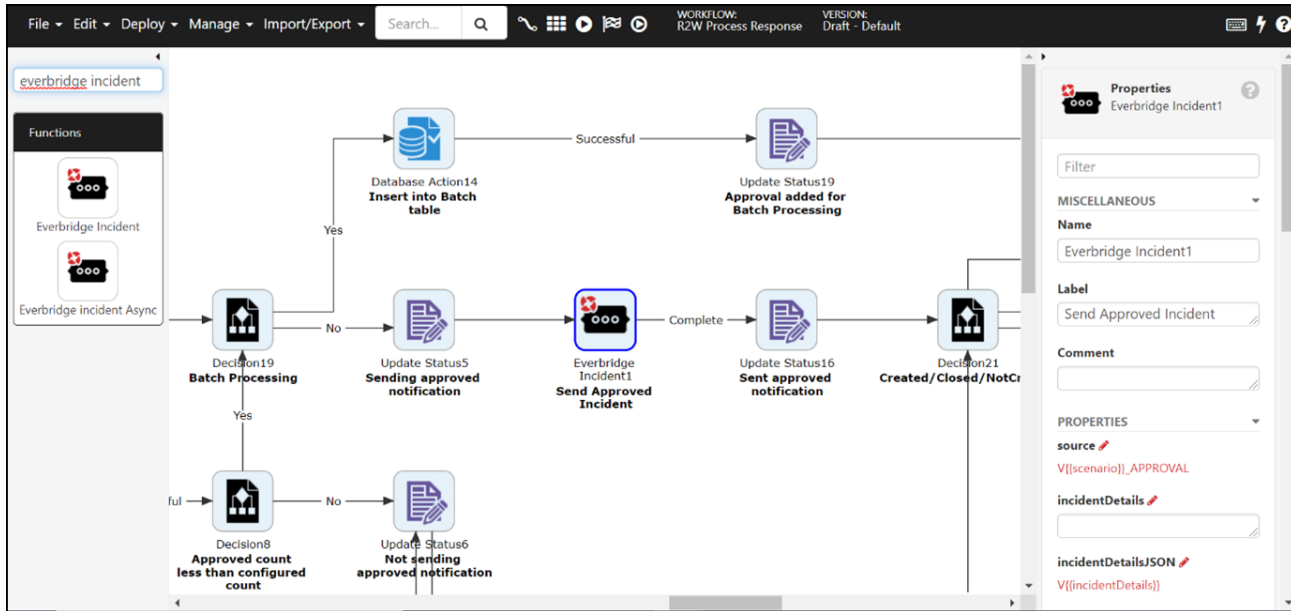 File Edit Deploy Manage Import/Export Search... WORKFLOW: VERSION:
R2W Process Response Draft - Default
everbridge incident
Functions
Everbridge Incident
Everbridge incident Async
Database Action14
Insert into Batch
table
Successful
Update Status19
Approval added for
Batch Processing
Yes
Decision19
Batch Processing
No
Update Status5
Sending approved
notification
Everbridge
Incident1
Send Approved
Incident
Complete
Update Status16
Sent approved
notification
Decision21
Created/Closed/NotCr
Yes
ful
Decision8
Approved count
less than configured
count
No
Update Status6
Not sending
approved notification
Properties
Everbridge Incident1
Filter
MISCELLANEOUS
Name
Everbridge Incident1
Label
Send Approved Incident
Comment
PROPERTIES
source
V{{scenario}}_APPROVAL
incidentDetails
incidentDetailsJSON
V{{incidentDetails}}